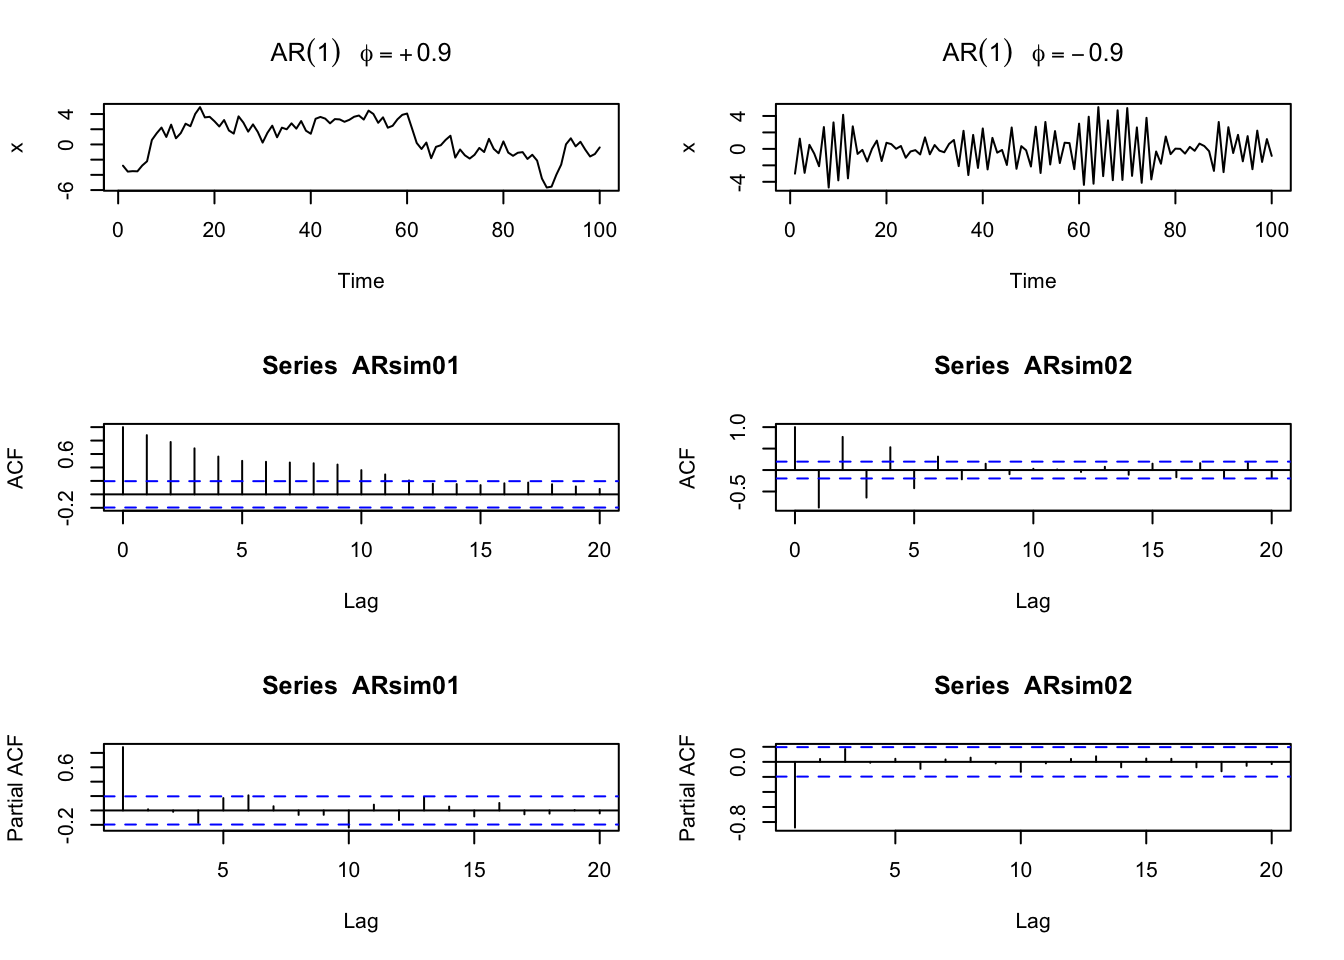 AR(1) ϕ = +0.9
x
4
0
-6
0 20 40 60 80 100
Time
AR(1) ϕ = −0.9
x
4
0
-4
0 20 40 60 80 100
Time
Series ARsim01
ACF
0.6
-0.2
0 5 10 15 20
Lag
Series ARsim02
ACF
1.0
-0.5
0 5 10 15 20
Lag
Series ARsim01
Partial ACF
0.6
-0.2
5 10 15 20
Lag
Series ARsim02
Partial ACF
0.0
-0.8
5 10 15 20
Lag